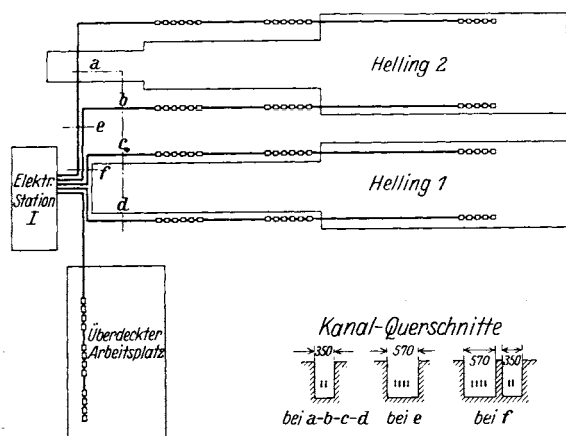 a
Helling 2
b
e
c
f
Elektr.
Station
I
Helling 1
d
Überdeckter
Arbeitsplatz
Kanal-Querschnitte
350
570
570
350
bei a-b-c-d
bei e
bei f